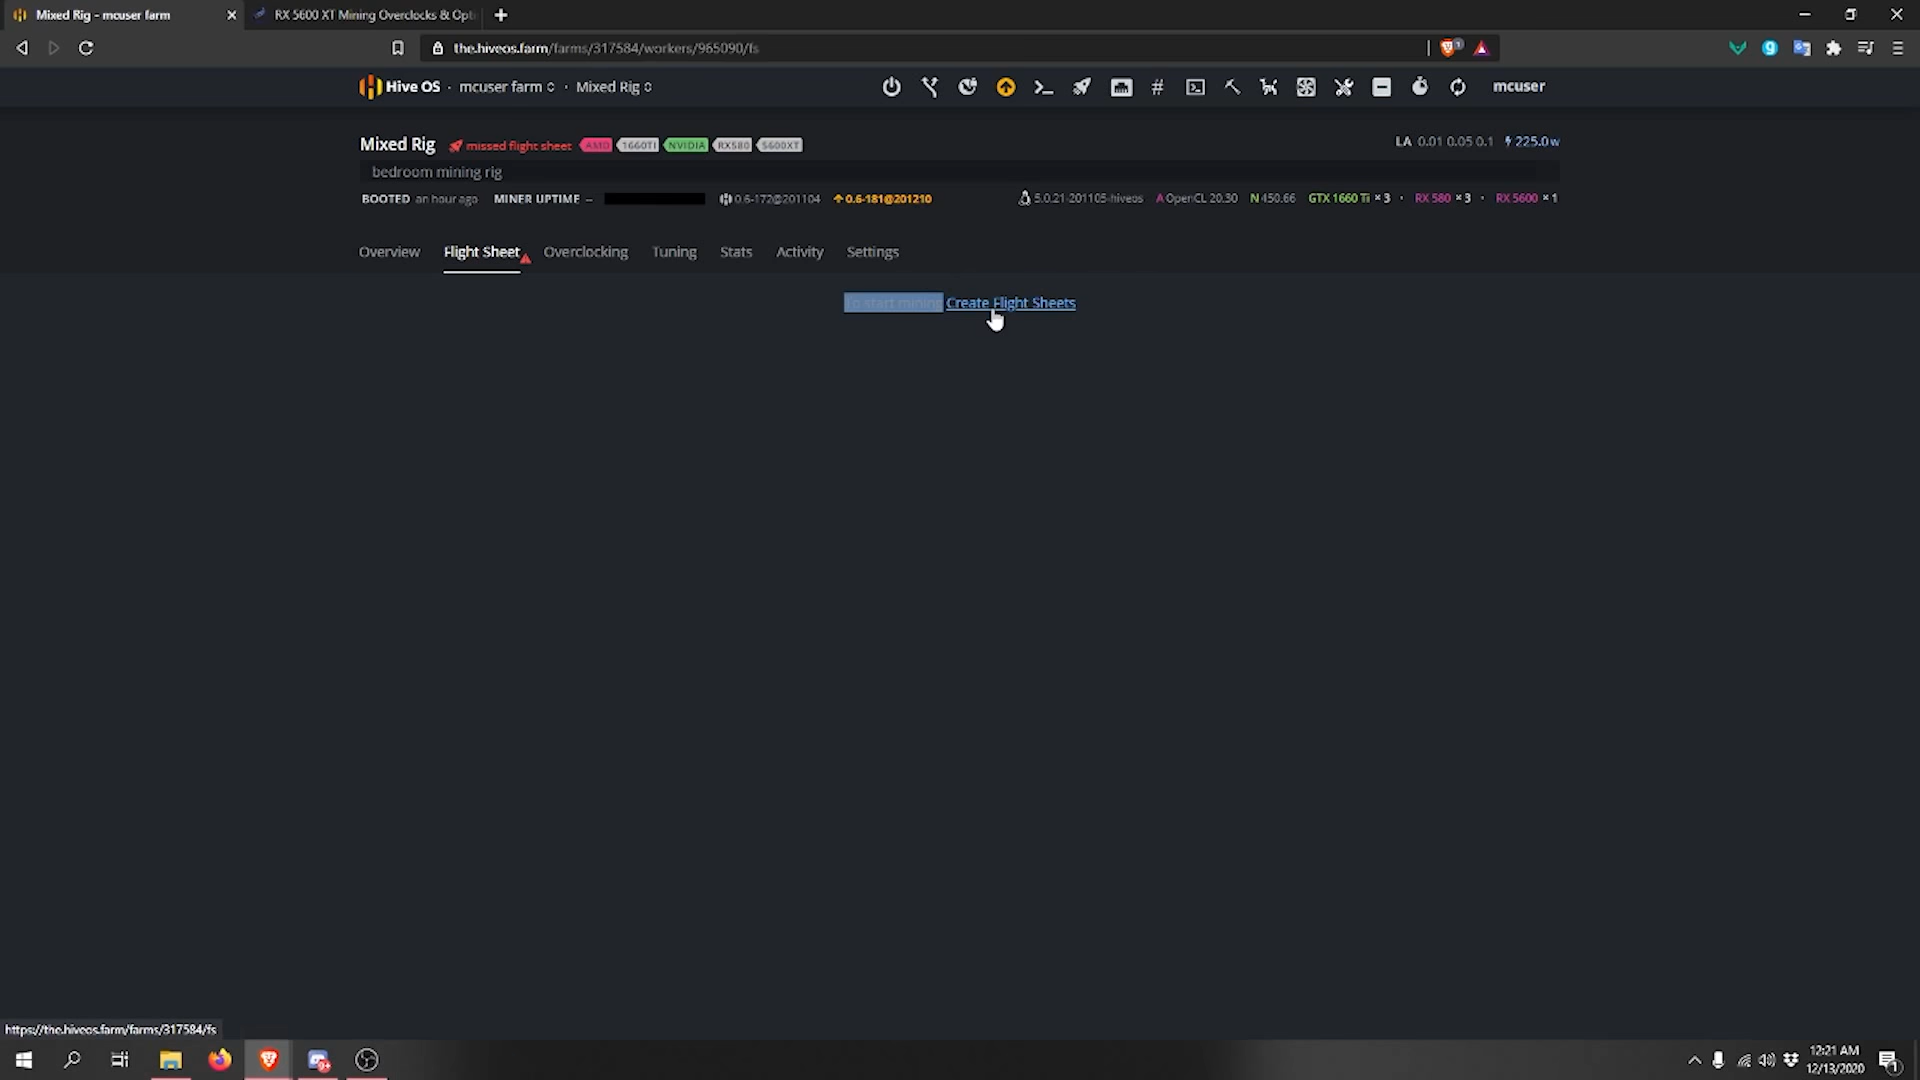 Mixed Rig - mcuser farm
RX 5600 XT Mining Overclocks & Opt
the.hiveos.farm/farms/317584/workers/965090/fs
Hive OS · mcuser farm · Mixed Rig
mcuser
Mixed Rig missed flight sheet AMD 1660TI NVIDIA RX580 5600XT
LA 0.01 0.05 0.1 225.0w
bedroom mining rig
BOOTED an hour ago MINER UPTIME – 0.6-172@201104 0.6-181@201210
5.0.21-201105-hiveos A OpenCL 20.30 N 450.66 GTX 1660 Ti × 3 · RX 580 × 3 · RX 5600 × 1
Overview Flight Sheet Overclocking Tuning Stats Activity Settings
To start mining Create Flight Sheets
https://the.hiveos.farm/farms/317584/fs
12:21 AM
12/13/2020